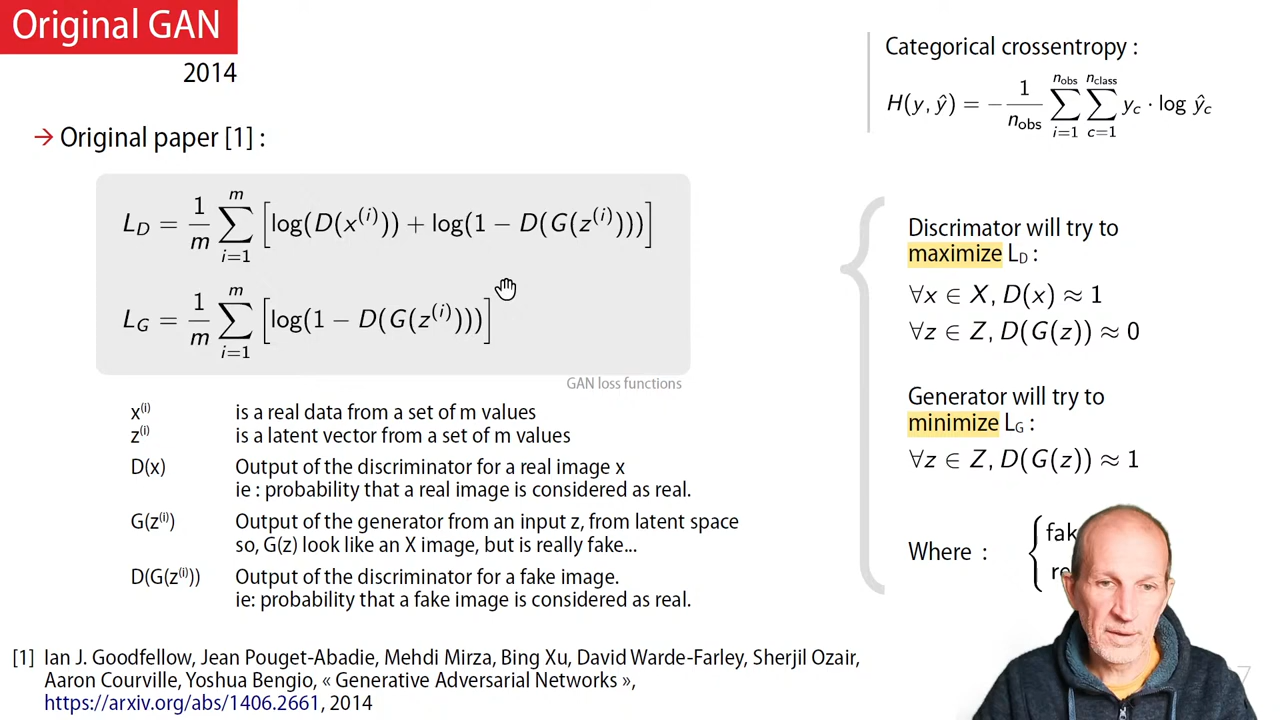 Original GAN
2014
→ Original paper [1] :
L_D = 1/m ∑_{i=1}^{m} [log(D(x^{(i)})) + log(1 − D(G(z^{(i)})))]
L_G = 1/m ∑_{i=1}^{m} [log(1 − D(G(z^{(i)})))]
GAN loss functions
x^{(i)} is a real data from a set of m values
z^{(i)} is a latent vector from a set of m values
D(x) Output of the discriminator for a real image x
ie : probability that a real image is considered as real.
G(z^{(i)}) Output of the generator from an input z, from latent space
so, G(z) look like an X image, but is really fake...
D(G(z^{(i)})) Output of the discriminator for a fake image.
ie: probability that a fake image is considered as real.
Categorical crossentropy :
H(y, ŷ) = − 1/n_obs ∑_{i=1}^{n_obs} ∑_{c=1}^{n_class} y_c · log ŷ_c
Discrimator will try to
maximize L_D :
∀x ∈ X, D(x) ≈ 1
∀z ∈ Z, D(G(z)) ≈ 0
Generator will try to
minimize L_G :
∀z ∈ Z, D(G(z)) ≈ 1
Where :
[1] Ian J. Goodfellow, Jean Pouget-Abadie, Mehdi Mirza, Bing Xu, David Warde-Farley, Sherjil Ozair,
Aaron Courville, Yoshua Bengio, « Generative Adversarial Networks »,
https://arxiv.org/abs/1406.2661, 2014